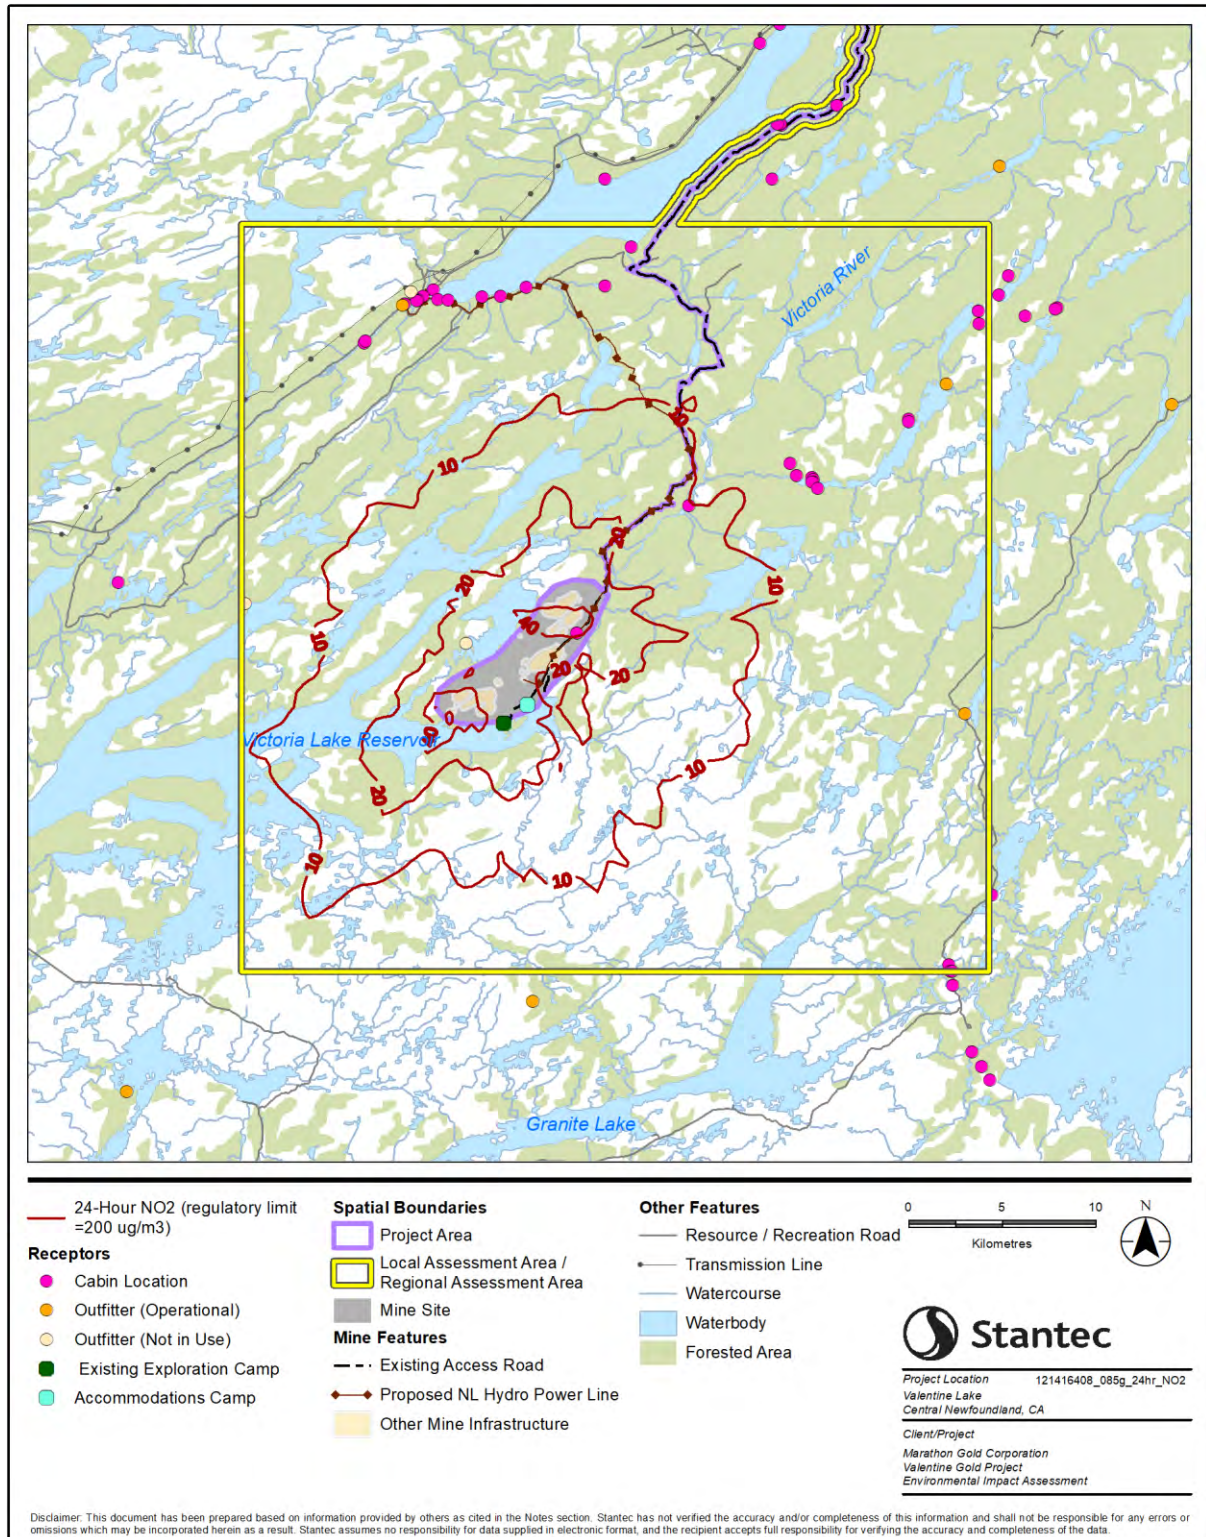 Victoria River
10
10
20
20
10
10
40
20
20
Victoria Lake Reservoir
20
10
10
10
Granite Lake
24-Hour NO2 (regulatory limit
=200 ug/m3)
Receptors
Cabin Location
Outfitter (Operational)
Outfitter (Not in Use)
Existing Exploration Camp
Accommodations Camp
Spatial Boundaries
Project Area
Local Assessment Area /
Regional Assessment Area
Mine Site
Mine Features
Existing Access Road
Proposed NL Hydro Power Line
Other Mine Infrastructure
Other Features
Resource / Recreation Road
Transmission Line
Watercourse
Waterbody
Forested Area
0 5 10
Kilometres
N
Stantec
Project Location 121416408_085g_24hr_NO2
Valentine Lake
Central Newfoundland, CA
Client/Project
Marathon Gold Corporation
Valentine Gold Project
Environmental Impact Assessment
Disclaimer: This document has been prepared based on information provided by others as cited in the Notes section. Stantec has not verified the accuracy and/or completeness of this information and shall not be responsible for any errors or
omissions which may be incorporated herein as a result. Stantec assumes no responsibility for data supplied in electronic format, and the recipient accepts full responsibility for verifying the accuracy and completeness of the data.